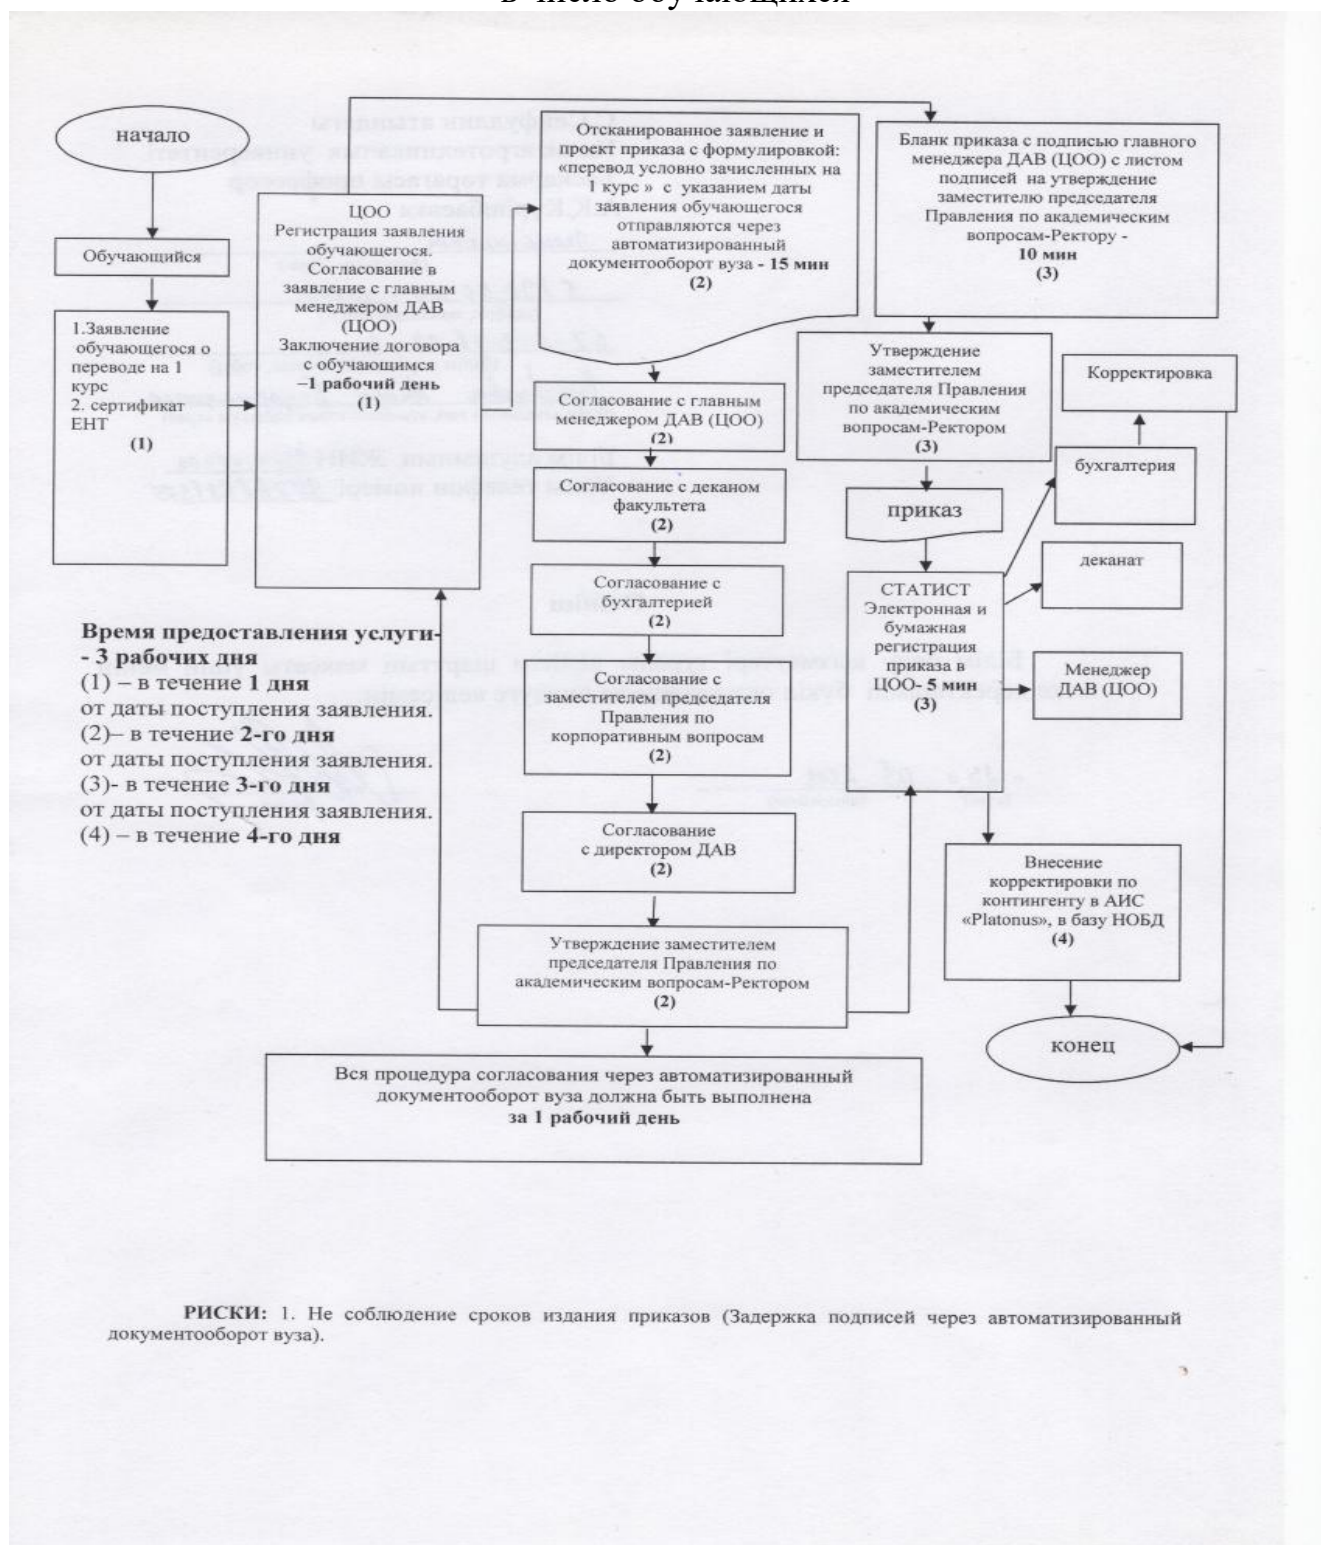 в число обучающихся
начало
Обучающийся
1.Заявление
обучающегося о
переводе на 1
курс
2. сертификат
ЕНТ
(1)
ЦОО
Регистрация заявления
обучающегося.
Согласование в
заявление с главным
менеджером ДАВ
(ЦОО)
Заключение договора
с обучающимся
–1 рабочий день
(1)
Отсканированное заявление и
проект приказа с формулировкой:
«перевод условно зачисленных на
1 курс » с указанием даты
заявления обучающегося
отправляются через
автоматизированный
документооборот вуза - 15 мин
(2)
Согласование с главным
менеджером ДАВ (ЦОО)
(2)
Согласование с деканом
факультета
(2)
Согласование с
бухгалтерией
(2)
Согласование с
заместителем председателя
Правления по
корпоративным вопросам
(2)
Согласование
с директором ДАВ
(2)
Утверждение заместителем
председателя Правления по
академическим вопросам-Ректором
(2)
Вся процедура согласования через автоматизированный
документооборот вуза должна быть выполнена
за 1 рабочий день
Бланк приказа с подписью главного
менеджера ДАВ (ЦОО) с листом
подписей на утверждение
заместителю председателя
Правления по академическим
вопросам-Ректору -
10 мин
(3)
Утверждение
заместителем
председателя Правления
по академическим
вопросам-Ректором
(3)
приказ
СТАТИСТ
Электронная и
бумажная
регистрация
приказа в
ЦОО- 5 мин
(3)
Корректировка
бухгалтерия
деканат
Менеджер
ДАВ (ЦОО)
Внесение
корректировки по
контингенту в АИС
«Platonus», в базу НОБД
(4)
конец
Время предоставления услуги-
- 3 рабочих дня
(1) – в течение 1 дня
от даты поступления заявления.
(2)– в течение 2-го дня
от даты поступления заявления.
(3)- в течение 3-го дня
от даты поступления заявления.
(4) – в течение 4-го дня
РИСКИ: 1. Не соблюдение сроков издания приказов (Задержка подписей через автоматизированный
документооборот вуза).